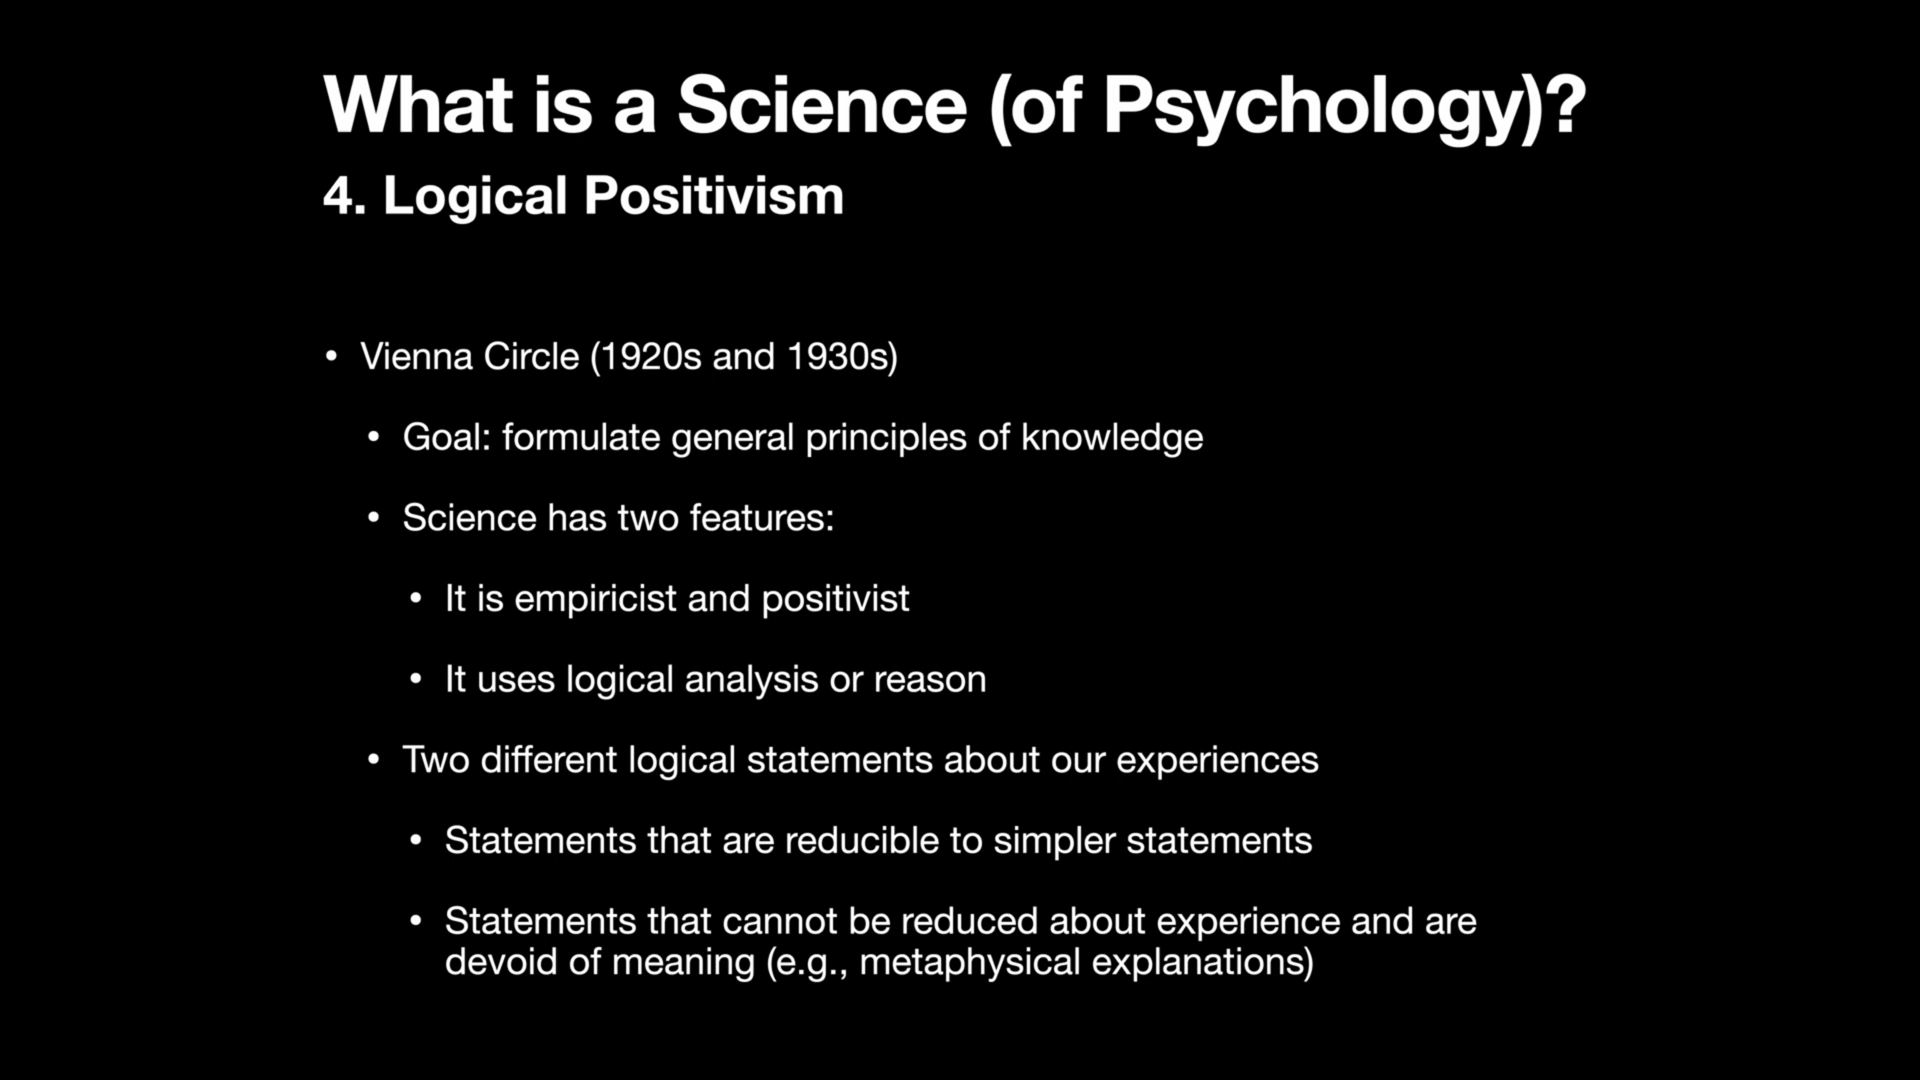 What is a Science (of Psychology)?
4. Logical Positivism
• Vienna Circle (1920s and 1930s)
• Goal: formulate general principles of knowledge
• Science has two features:
• It is empiricist and positivist
• It uses logical analysis or reason
• Two different logical statements about our experiences
• Statements that are reducible to simpler statements
• Statements that cannot be reduced about experience and are
devoid of meaning (e.g., metaphysical explanations)